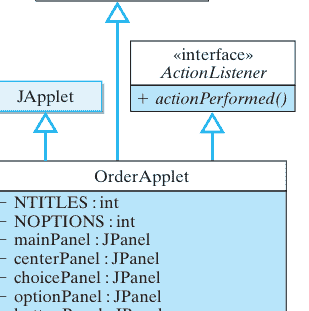 «interface»
ActionListener
JApplet
+ actionPerformed()
OrderApplet
– NTITLES : int
– NOPTIONS : int
– mainPanel : JPanel
– centerPanel : JPanel
– choicePanel : JPanel
– optionPanel : JPanel